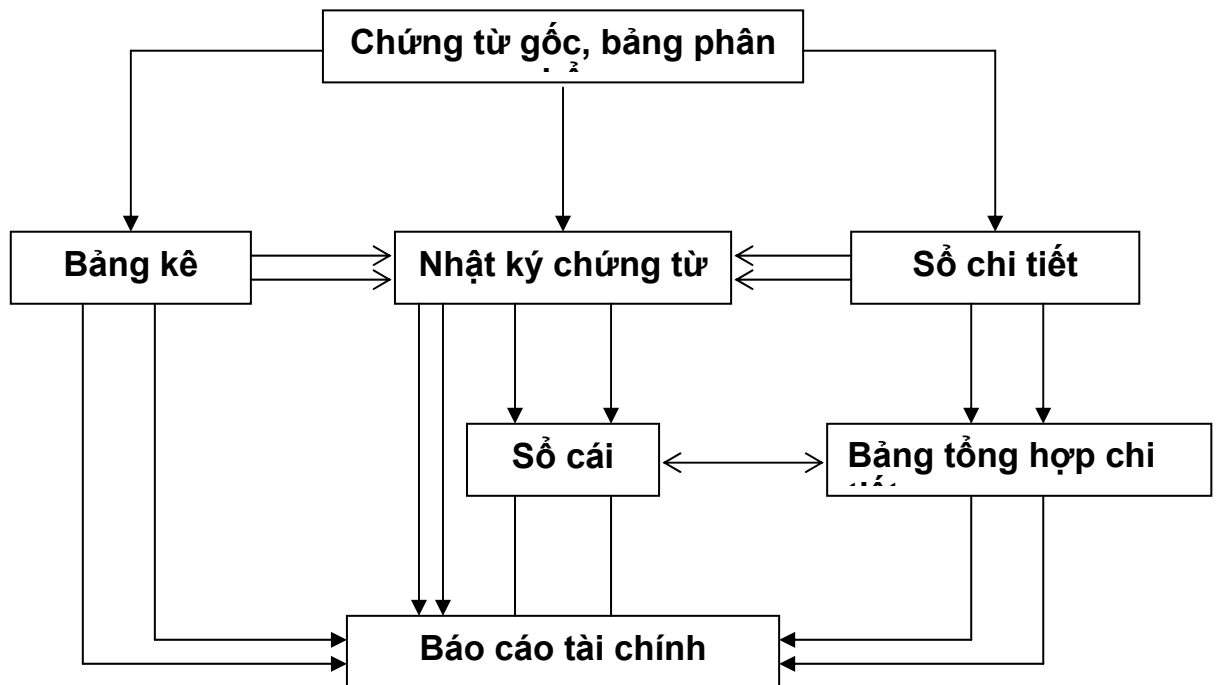 Chứng từ gốc, bảng phân
Bảng kê
Nhật ký chứng từ
Sổ chi tiết
Sổ cái
Bảng tổng hợp chi
Báo cáo tài chính